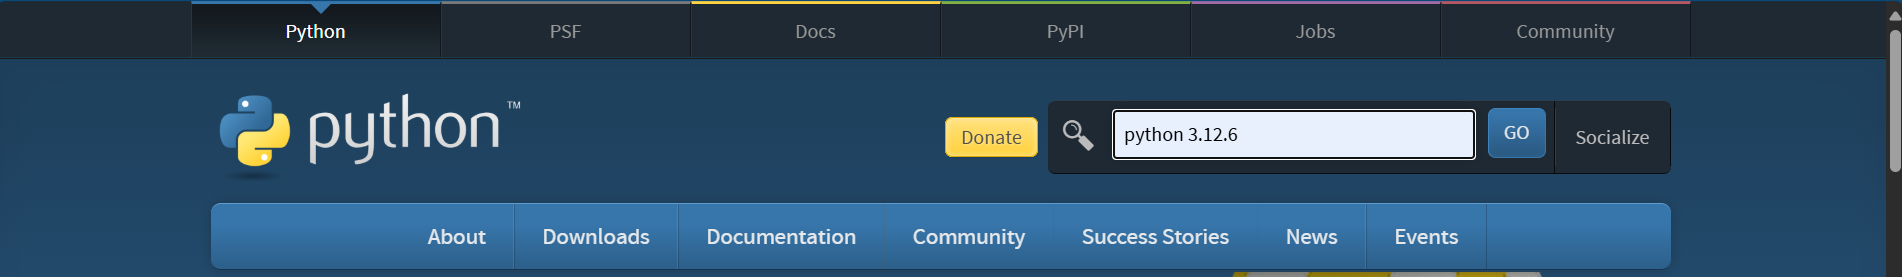 Python PSF Docs PyPI Jobs Community
python™ Donate python 3.12.6 GO Socialize
About Downloads Documentation Community Success Stories News Events